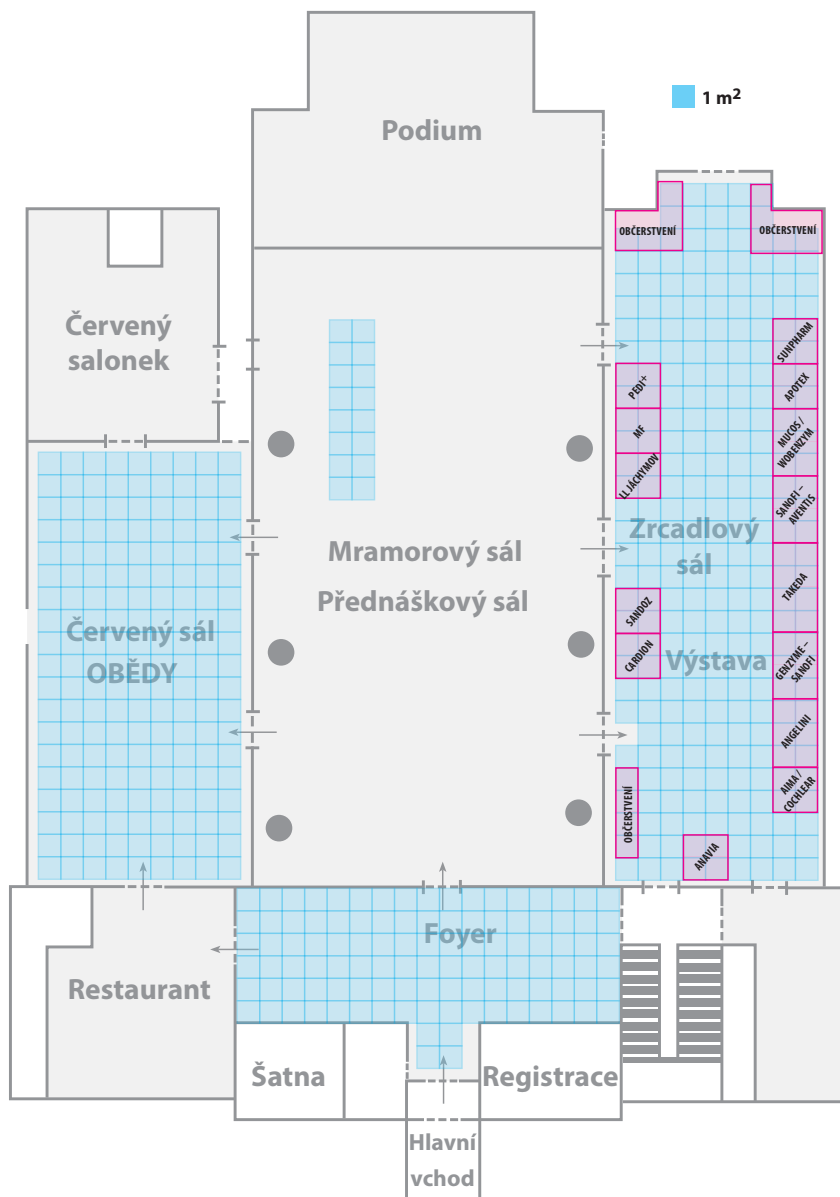 1 m²
Podium
OBČERSTVENÍ
OBČERSTVENÍ
Červený
salonek
SUNPHARM
APOTEX
MUCOS /
WOBENZYM
SANOFI –
AVENTIS
TAKEDA
GENZYME –
SANOFI
ANGELINI
AIMA /
COCHLEAR
PEDI+
MF
LL JÁCHYMOV
SANDOZ
CARDION
OBČERSTVENÍ
ANAVIA
Zrcadlový
sál
Výstava
Mramorový sál
Přednáškový sál
Červený sál
OBĚDY
Foyer
Restaurant
Šatna
Registrace
Hlavní
vchod